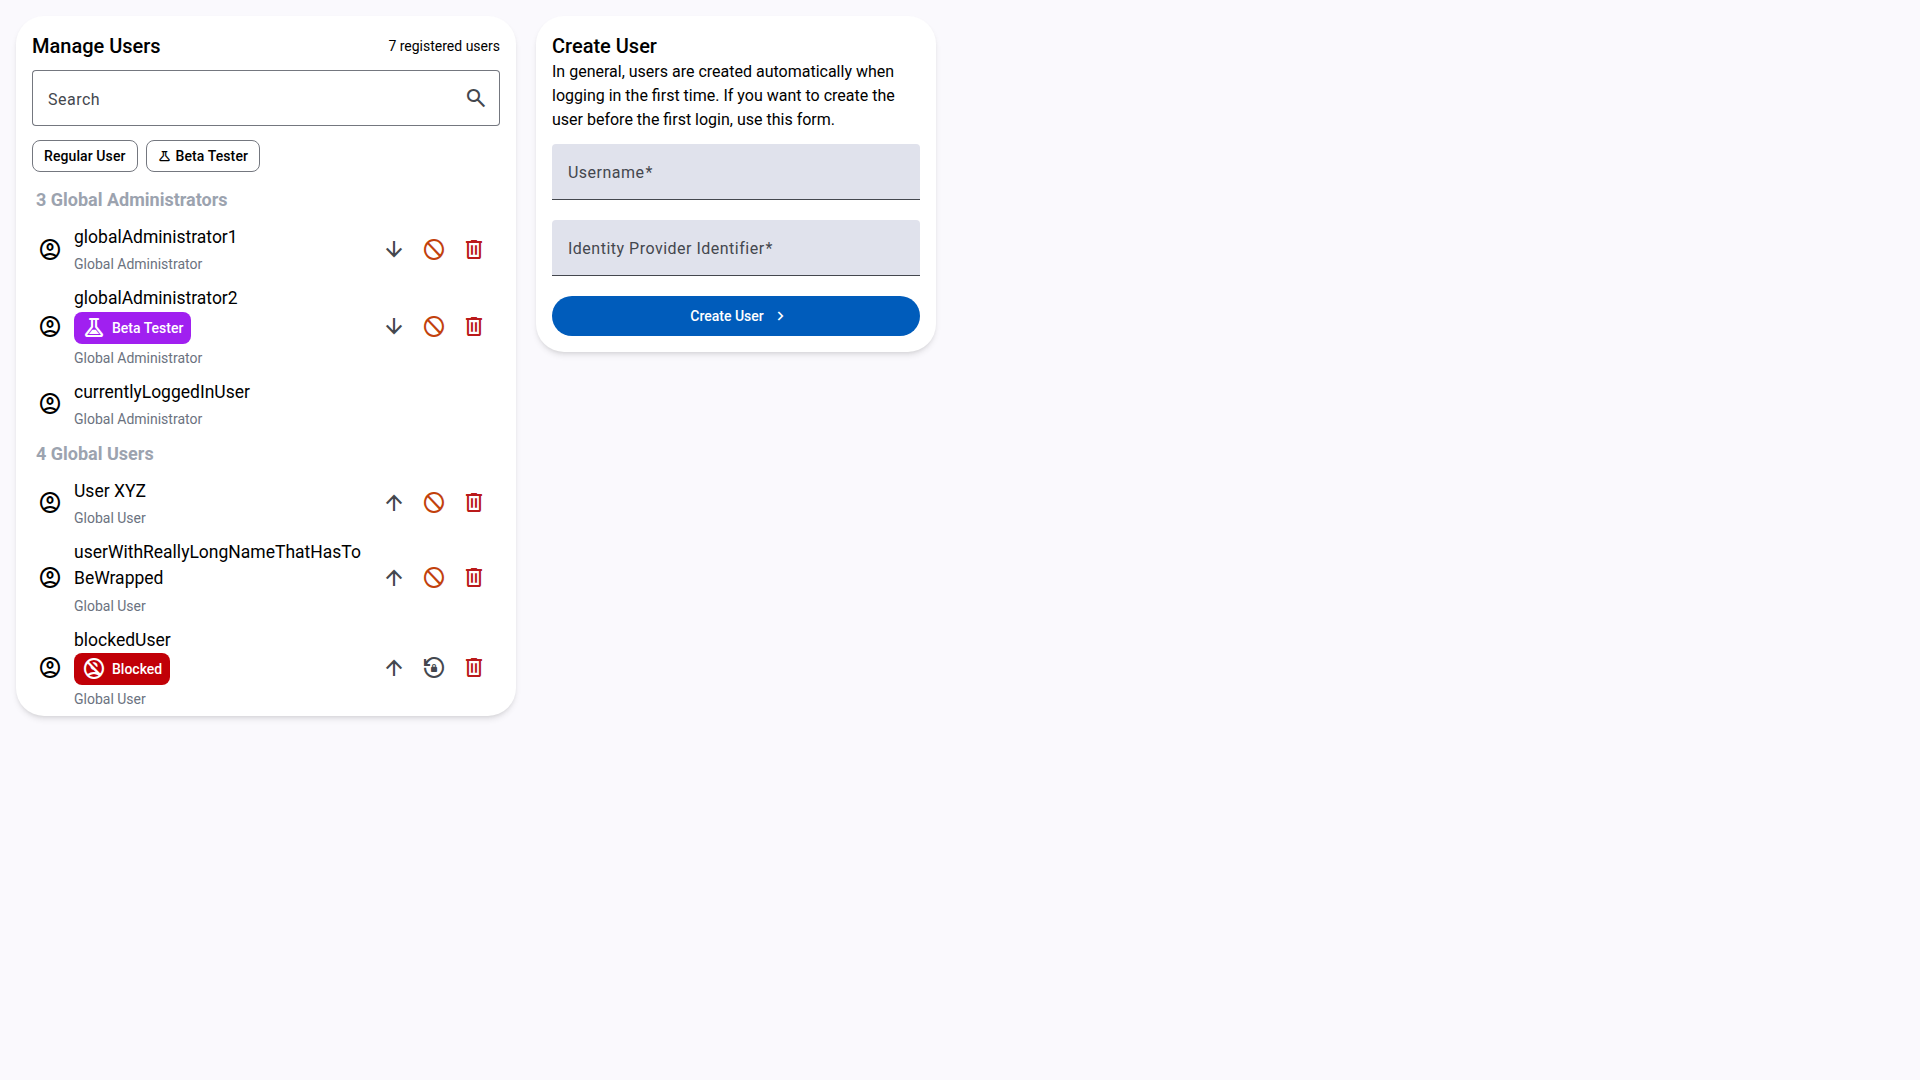 Manage Users
7 registered users
Search
Regular User
Beta Tester
3 Global Administrators
globalAdministrator1
Global Administrator
globalAdministrator2
Beta Tester
Global Administrator
currentlyLoggedInUser
Global Administrator
4 Global Users
User XYZ
Global User
userWithReallyLongNameThatHasTo
BeWrapped
Global User
blockedUser
Blocked
Global User
Create User
In general, users are created automatically when
logging in the first time. If you want to create the
user before the first login, use this form.
Username*
Identity Provider Identifier*
Create User